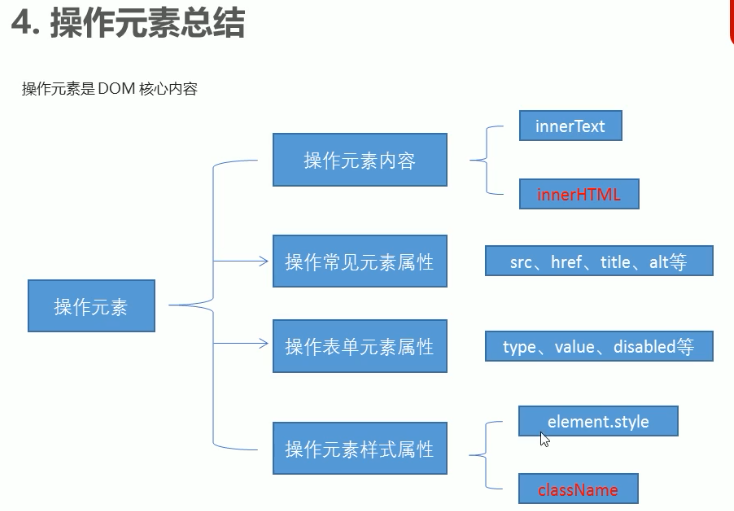 4. 操作元素总结
操作元素是 DOM 核心内容
操作元素
操作元素内容
innerText
innerHTML
操作常见元素属性
src、href、title、alt等
操作表单元素属性
type、value、disabled等
操作元素样式属性
element.style
className